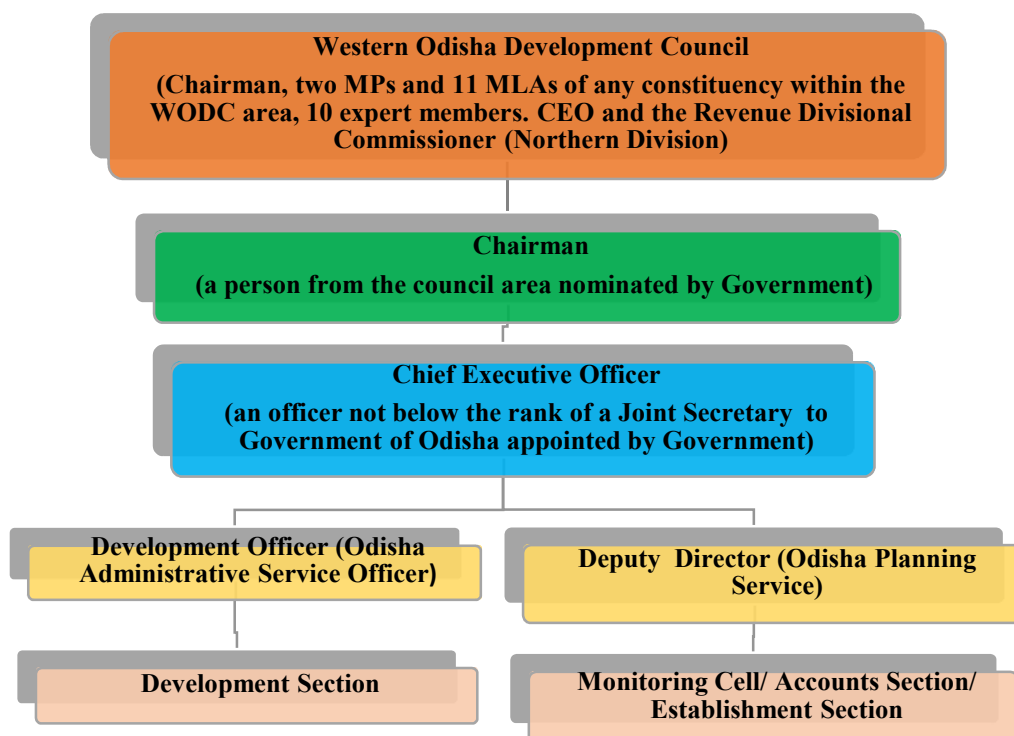 Western Odisha Development Council
(Chairman, two MPs and 11 MLAs of any constituency within the
WODC area, 10 expert members. CEO and the Revenue Divisional
Commissioner (Northern Division)
Chairman
(a person from the council area nominated by Government)
Chief Executive Officer
(an officer not below the rank of a Joint Secretary to
Government of Odisha appointed by Government)
Development Officer (Odisha
Administrative Service Officer)
Deputy Director (Odisha Planning
Service)
Development Section
Monitoring Cell/ Accounts Section/
Establishment Section